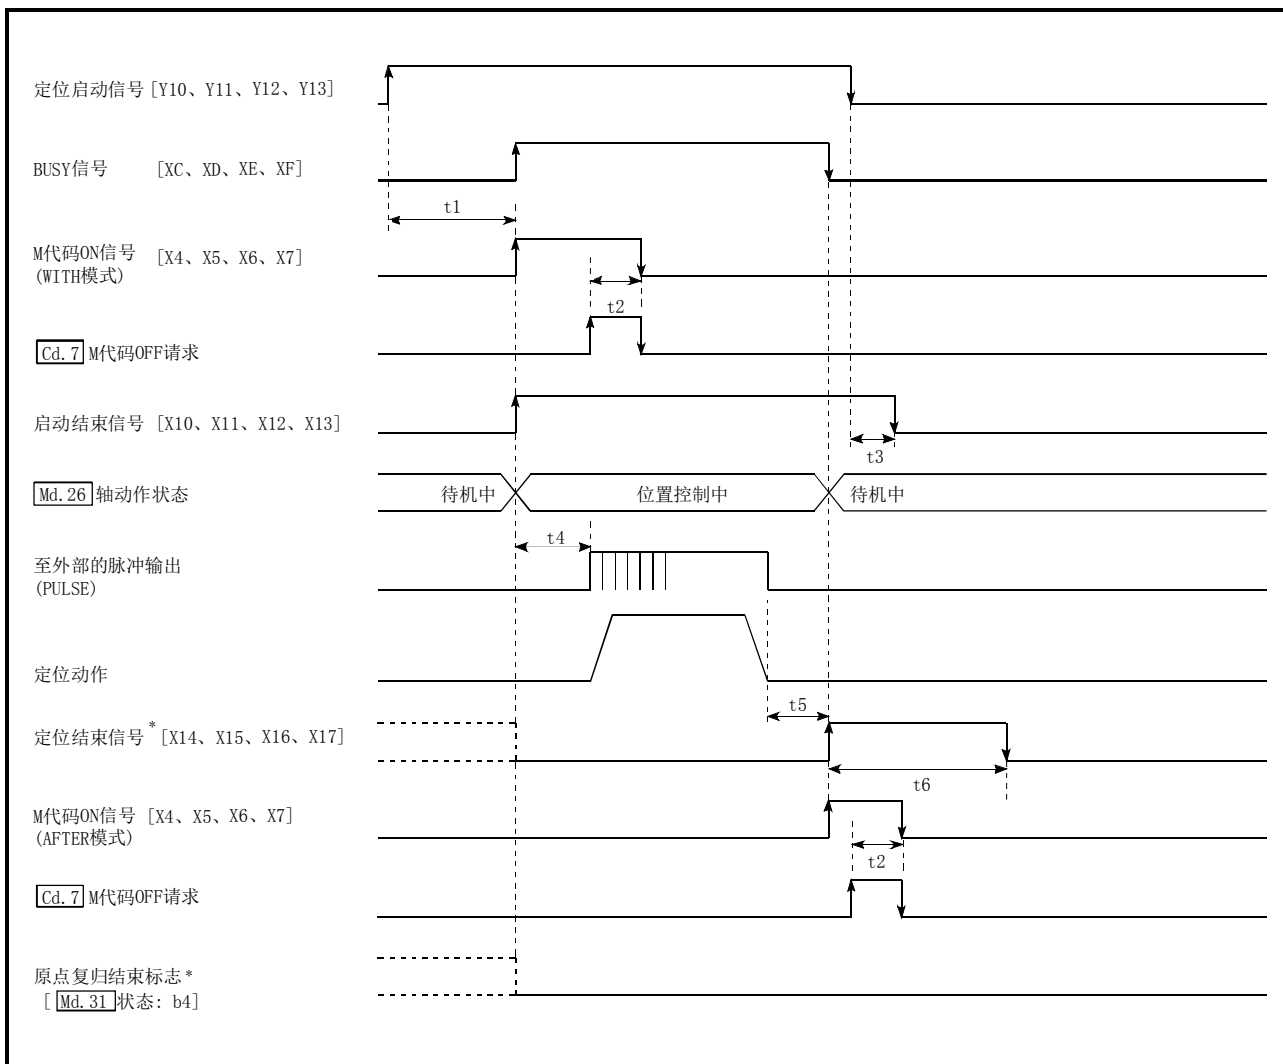 定位启动信号 [Y10、Y11、Y12、Y13]
BUSY信号 [XC、XD、XE、XF]
t1
M代码ON信号 [X4、X5、X6、X7]
(WITH模式)
t2
Cd.7 M代码OFF请求
启动结束信号 [X10、X11、X12、X13]
t3
Md.26 轴动作状态 待机中 位置控制中 待机中
t4
至外部的脉冲输出
(PULSE)
定位动作
t5
定位结束信号* [X14、X15、X16、X17]
t6
M代码ON信号 [X4、X5、X6、X7]
(AFTER模式)
t2
Cd.7 M代码OFF请求
原点复归结束标志*
[ Md.31 状态: b4]